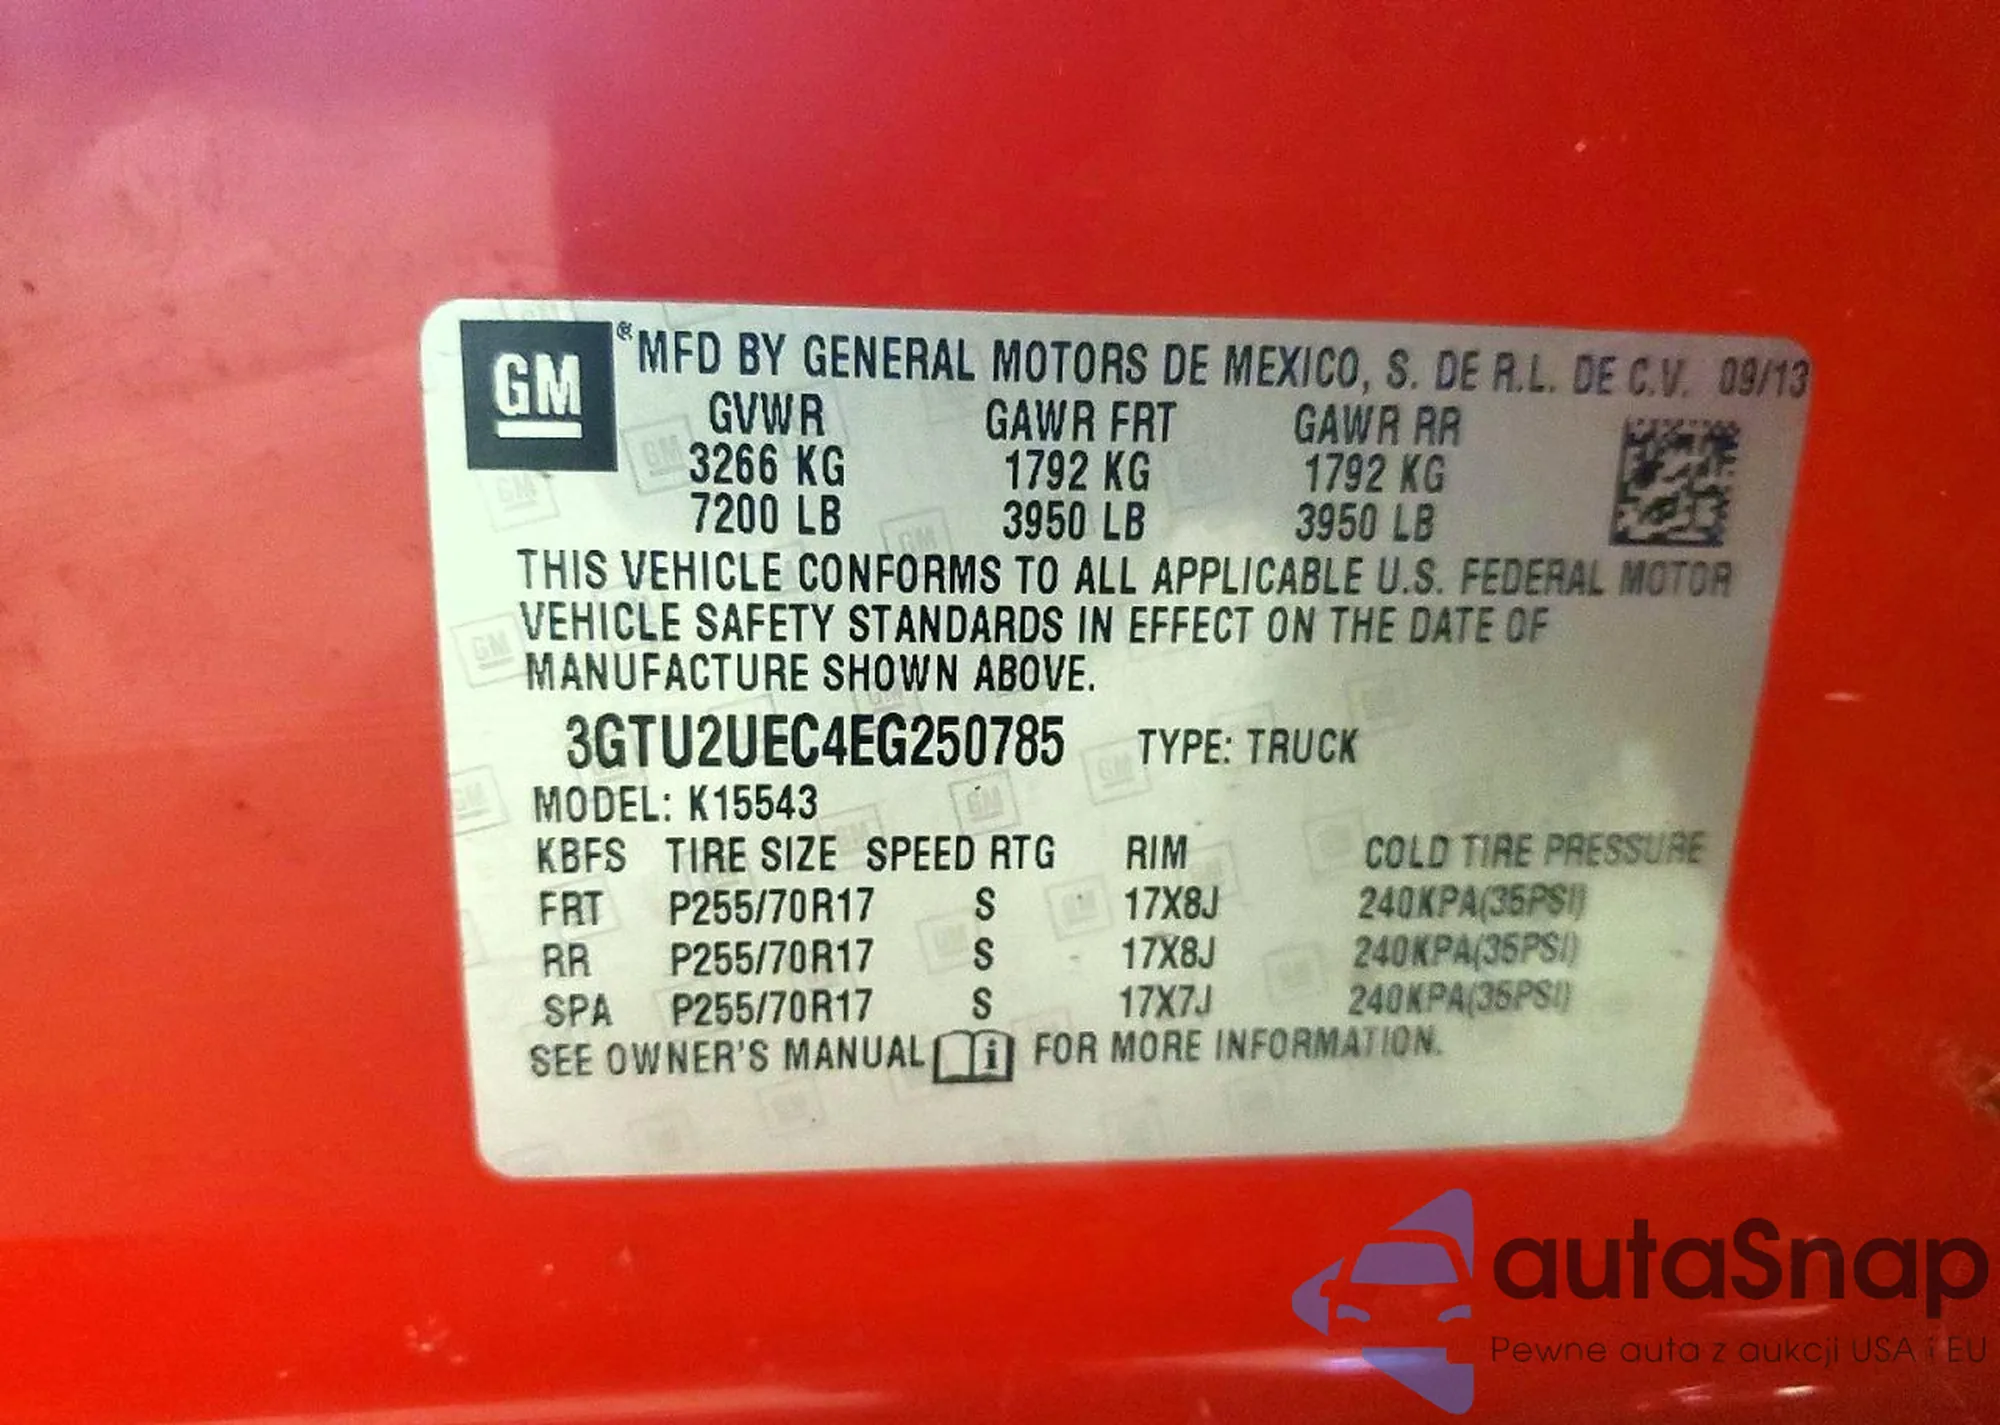 GM ® MFD BY GENERAL MOTORS DE MEXICO, S. DE R.L. DE C.V. 09/13
GVWR GAWR FRT GAWR RR
3266 KG 1792 KG 1792 KG
7200 LB 3950 LB 3950 LB
THIS VEHICLE CONFORMS TO ALL APPLICABLE U.S. FEDERAL MOTOR
VEHICLE SAFETY STANDARDS IN EFFECT ON THE DATE OF
MANUFACTURE SHOWN ABOVE.
3GTU2UEC4EG250785 TYPE: TRUCK
MODEL: K15543
KBFS TIRE SIZE SPEED RTG RIM COLD TIRE PRESSURE
FRT P255/70R17 S 17X8J 240KPA(35PSI)
RR P255/70R17 S 17X8J 240KPA(35PSI)
SPA P255/70R17 S 17X7J 240KPA(35PSI)
SEE OWNER'S MANUAL i FOR MORE INFORMATION.
autaSnap
Pewne auta z aukcji USA i EU